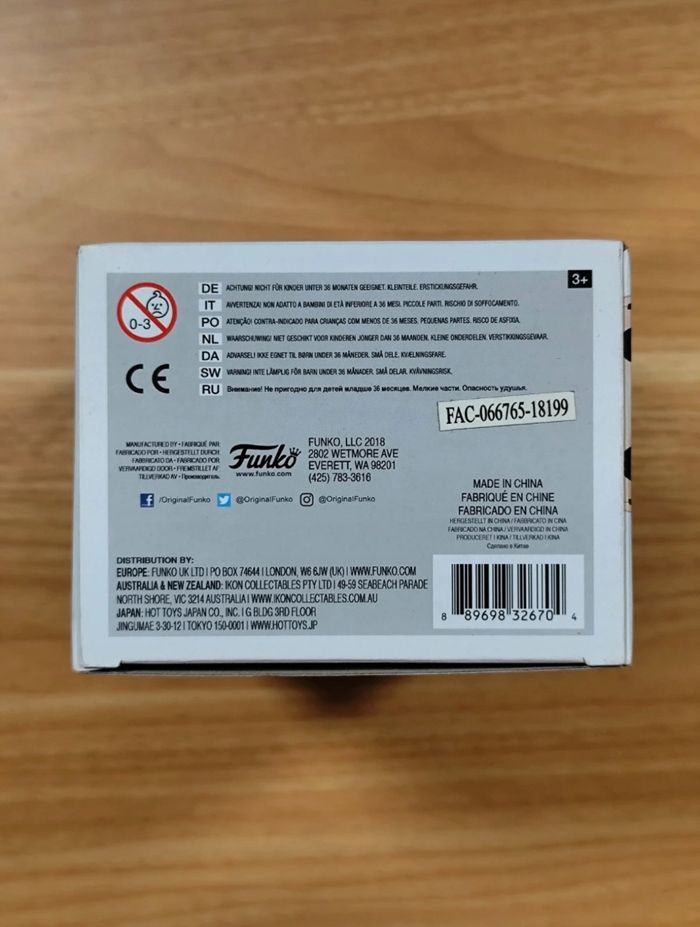 3+
0-3
DE ACHTUNG! NICHT FÜR KINDER UNTER 36 MONATEN GEEIGNET. KLEINTEILE. ERSTICKUNGSGEFAHR.
IT AVVERTENZA! NON ADATTO A BAMBINI DI ETÀ INFERIORE A 36 MESI. PICCOLE PARTI. RISCHIO DI SOFFOCAMENTO.
PO ATENÇÃO! CONTRA-INDICADO PARA CRIANÇAS COM MENOS DE 36 MESES. PEQUENAS PARTES. RISCO DE ASFIXIA.
NL WAARSCHUWING! NIET GESCHIKT VOOR KINDEREN JONGER DAN 36 MAANDEN. KLEINE ONDERDELEN. VERSTIKKINGSGEVAAR.
DA ADVARSEL! IKKE EGNET TIL BØRN UNDER 36 MÅNEDER. SMÅ DELE. KVÆLNINGSFARE.
SW VARNING! INTE LÄMPLIG FÖR BARN UNDER 36 MÅNADER. SMÅ DELAR. KVÄVNINGSRISK.
RU Внимание! Не пригодно для детей младше 36 месяцев. Мелкие части. Опасность удушья.
CE
FAC-066765-18199
MANUFACTURED BY • FABRIQUÉ PAR:
FABRICADO POR • HERGESTELLT DURCH:
FABBRICATO DA • FABRICADO POR:
VERVAARDIGD DOOR • FREMSTILLET AF:
TILLVERKAD AV • Производитель:
Funko
www.funko.com
FUNKO, LLC 2018
2802 WETMORE AVE
EVERETT, WA 98201
(425) 783-3616
/OriginalFunko @OriginalFunko @OriginalFunko
MADE IN CHINA
FABRIQUÉ EN CHINE
FABRICADO EN CHINA
HERGESTELLT IN CHINA / FABBRICATO IN CINA
FABRICADO NA CHINA / VERVAARDIGD IN CHINA
PRODUCERET I KINA / TILLVERKAD I KINA
Сделано в Китае
DISTRIBUTION BY:
EUROPE: FUNKO UK LTD | PO BOX 74644 | LONDON, W6 6JW (UK) | WWW.FUNKO.COM
AUSTRALIA & NEW ZEALAND: IKON COLLECTABLES PTY LTD | 49-59 SEABEACH PARADE
NORTH SHORE, VIC 3214 AUSTRALIA | WWW.IKONCOLLECTABLES.COM.AU
JAPAN: HOT TOYS JAPAN CO., INC. | G BLDG 3RD FLOOR
JINGUMAE 3-30-12 | TOKYO 150-0001 | WWW.HOTTOYS.JP
8 89698 32670 4